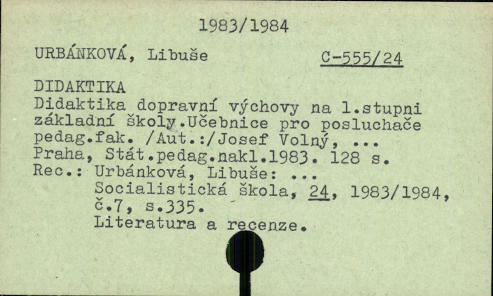 1983/1984
URBÁNKOVÁ, Libuše C-555/24
DIDAKTIKA
Didaktika dopravní výchovy na 1.stupni
základní školy.Učebnice pro posluchače
pedag.fak. /Aut.:/Josef Volný, ...
Praha, Stát.pedag.nakl.1983. 128 s.
Rec.: Urbánková, Libuše: ...
Socialistická škola, 24, 1983/1984,
č.7, s.335.
Literatura a recenze.